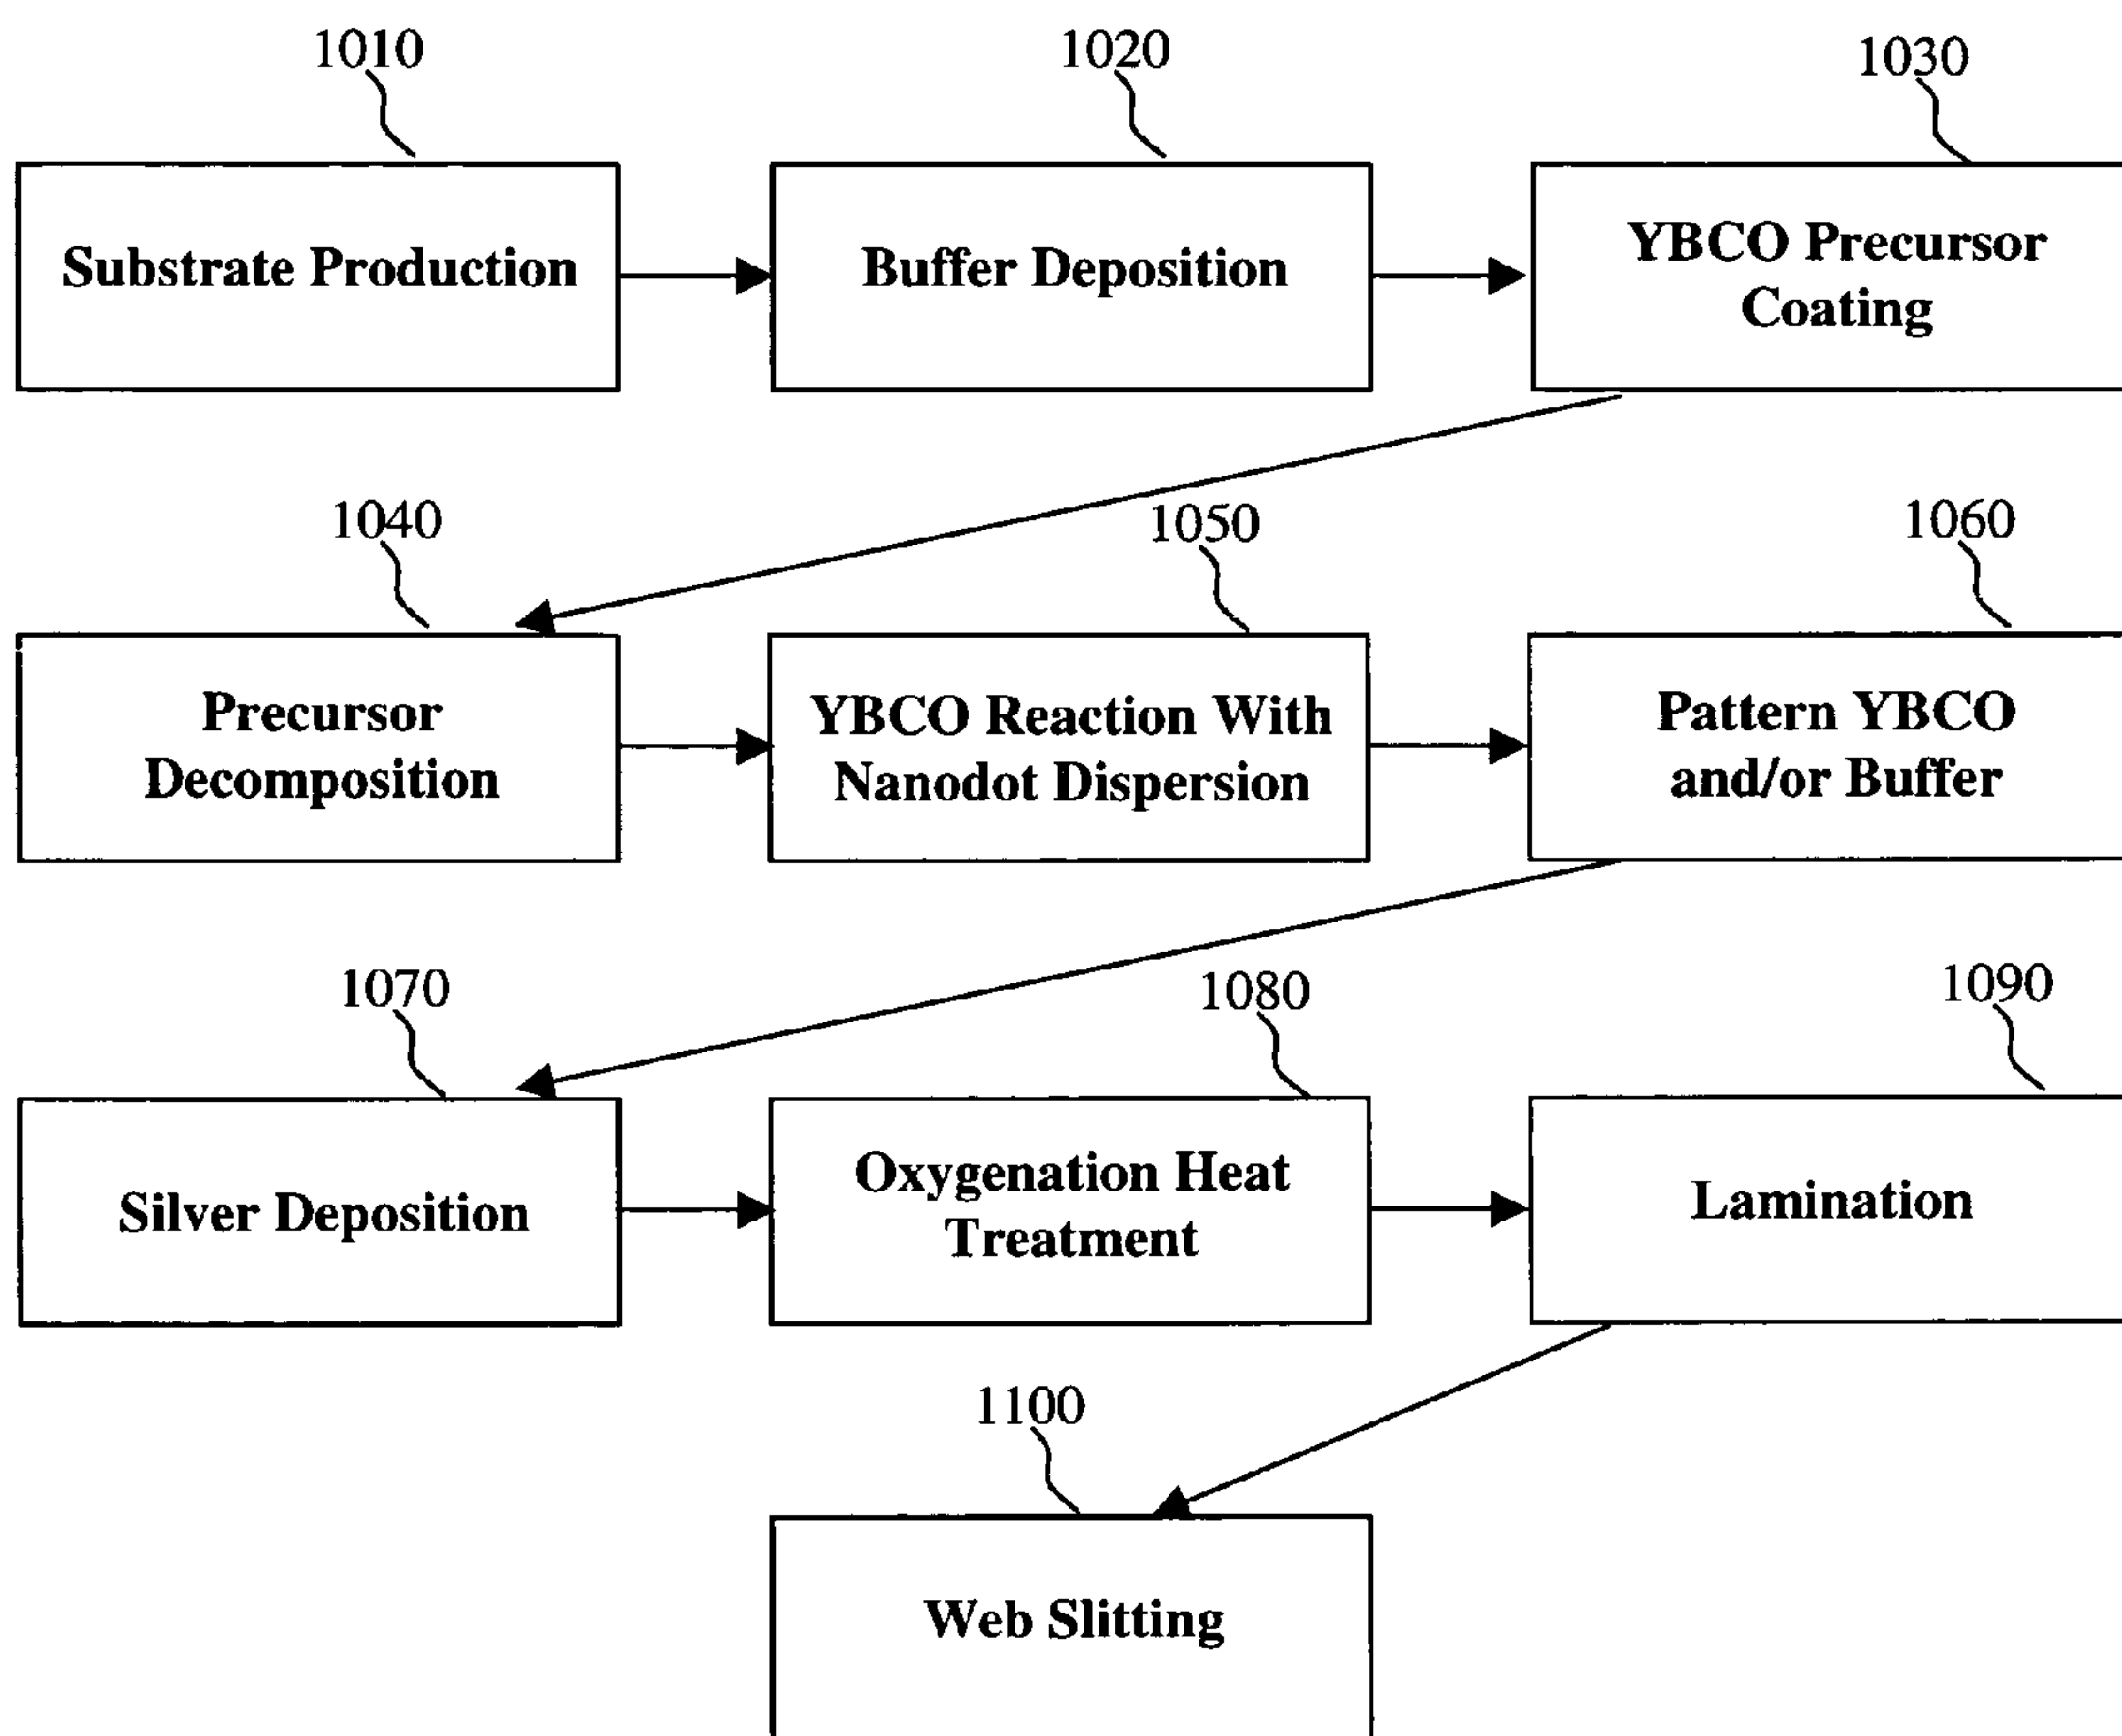 1010
1020
1030
Substrate Production
Buffer Deposition
YBCO Precursor
Coating
1040
1050
1060
Precursor
Decomposition
YBCO Reaction With
Nanodot Dispersion
Pattern YBCO
and/or Buffer
1070
1080
1090
Silver Deposition
Oxygenation Heat
Treatment
Lamination
1100
Web Slitting